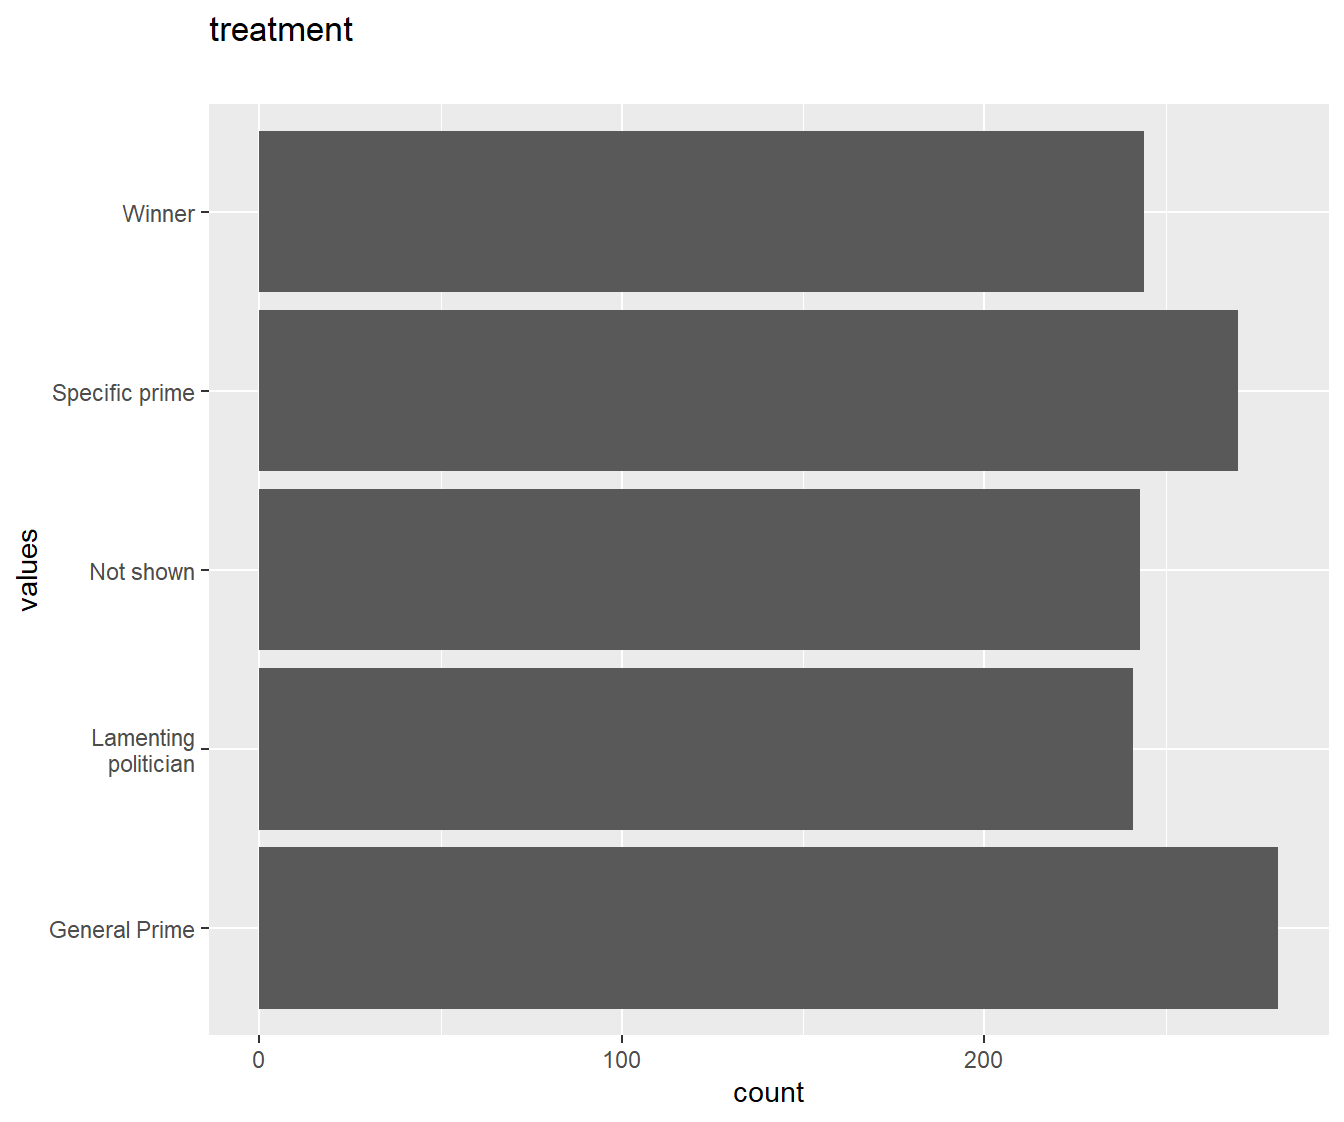 treatment
Winner
Specific prime
Not shown
Lamenting
politician
General Prime
values
0 100 200
count